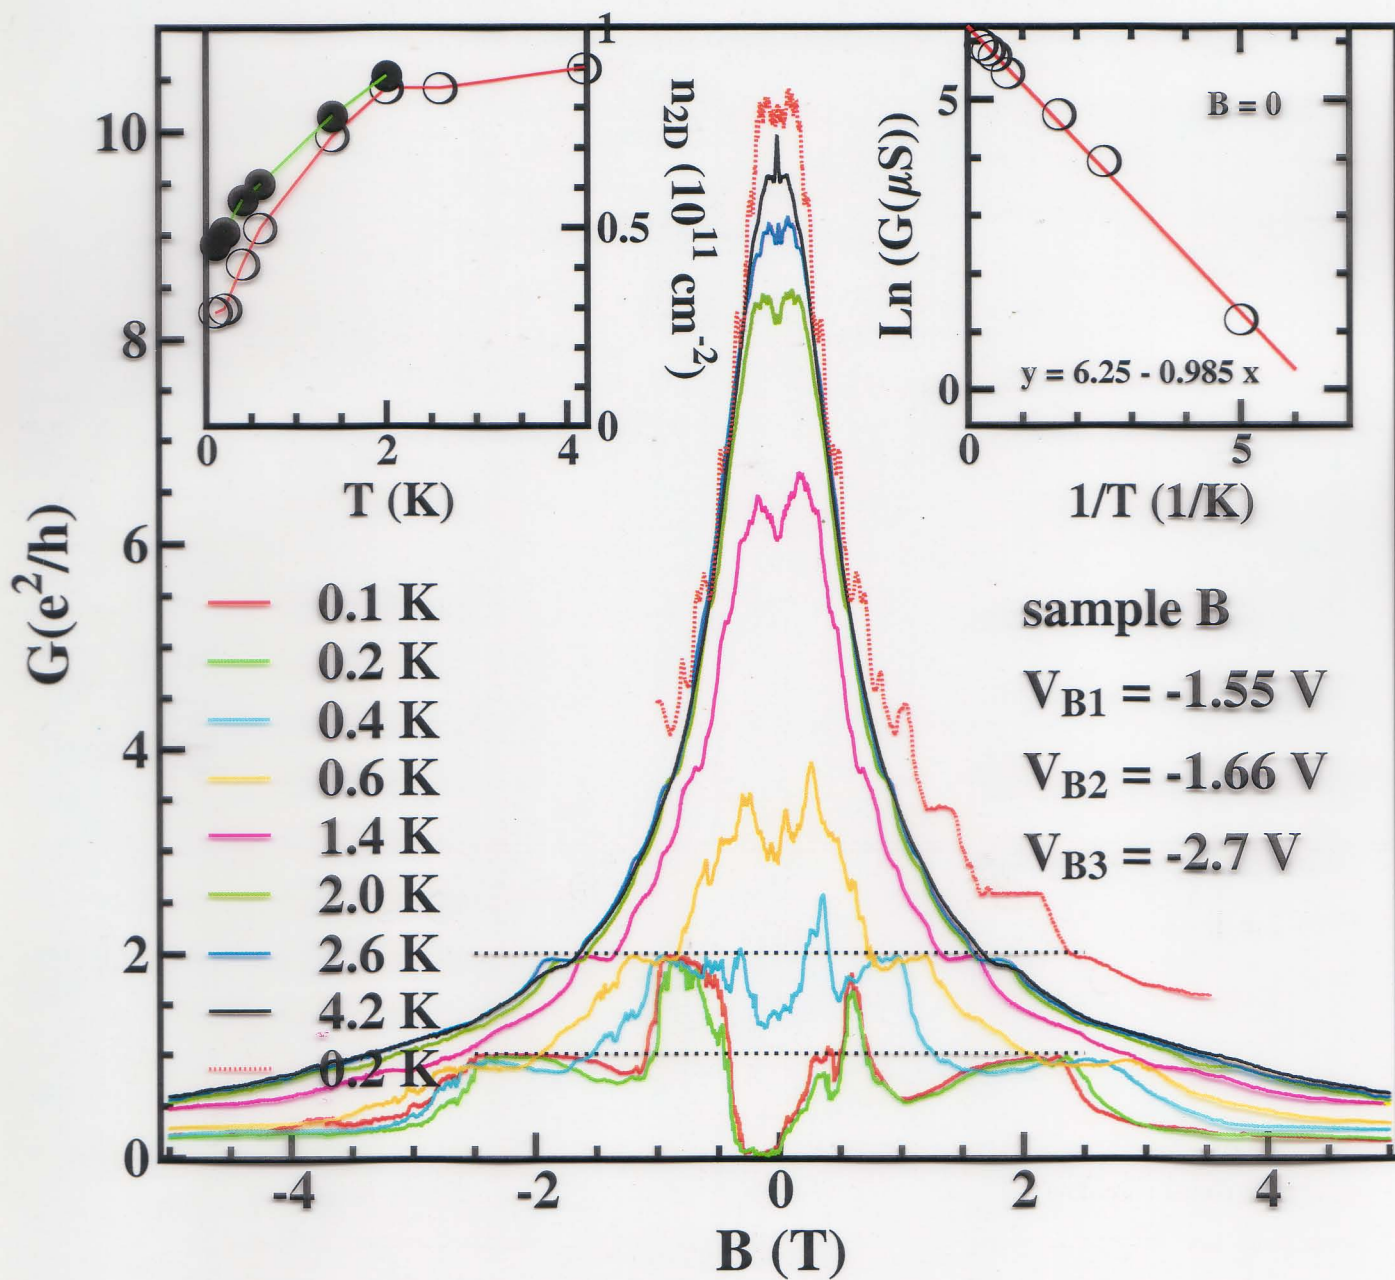 G(e²/h)
10
8
6
4
2
0
-4
-2
0
2
4
B (T)
1
0.5
0
n₂D (10¹¹ cm⁻²)
0
2
4
T (K)
Ln (G(μS))
5
0
B = 0
y = 6.25 - 0.985 x
0
5
1/T (1/K)
0.1 K
0.2 K
0.4 K
0.6 K
1.4 K
2.0 K
2.6 K
4.2 K
0.2 K
sample B
V_B1 = -1.55 V
V_B2 = -1.66 V
V_B3 = -2.7 V